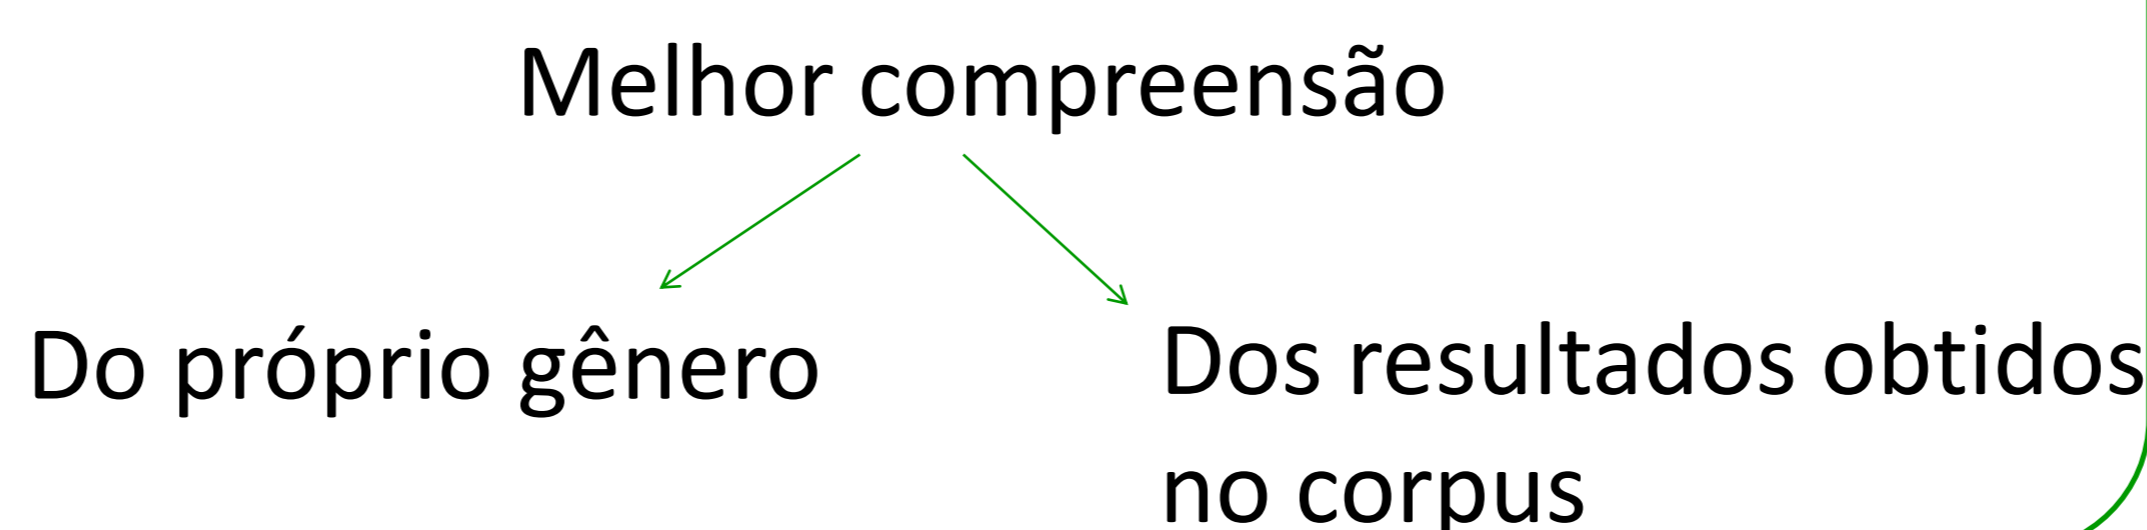 Melhor compreensão
Do próprio gênero
Dos resultados obtidos
no corpus